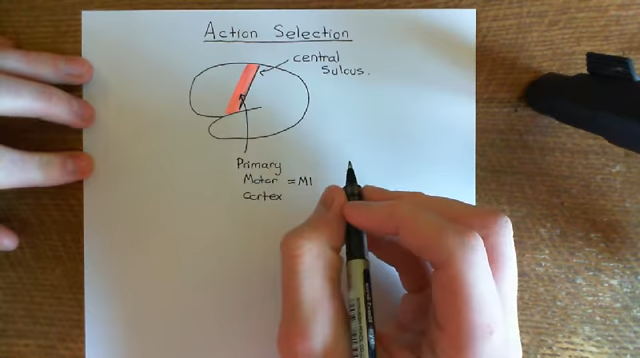 Action Selection
central
Sulcus.
Primary
Motor = M1
Cortex